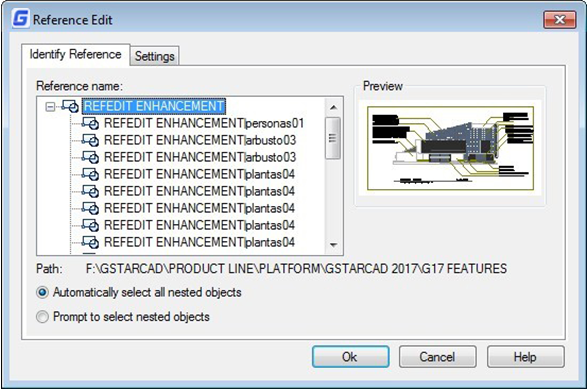 Reference Edit
Identify Reference
Settings
Reference name:
Preview
REFEDIT ENHANCEMENT
REFEDIT ENHANCEMENT|personas01
REFEDIT ENHANCEMENT|arbusto03
REFEDIT ENHANCEMENT|arbusto03
REFEDIT ENHANCEMENT|plantas04
REFEDIT ENHANCEMENT|plantas04
REFEDIT ENHANCEMENT|plantas04
REFEDIT ENHANCEMENT|plantas04
REFEDIT ENHANCEMENT|plantas04
Path: F:\GSTARCAD\PRODUCT LINE\PLATFORM\GSTARCAD 2017\G17 FEATURES
Automatically select all nested objects
Prompt to select nested objects
Ok
Cancel
Help